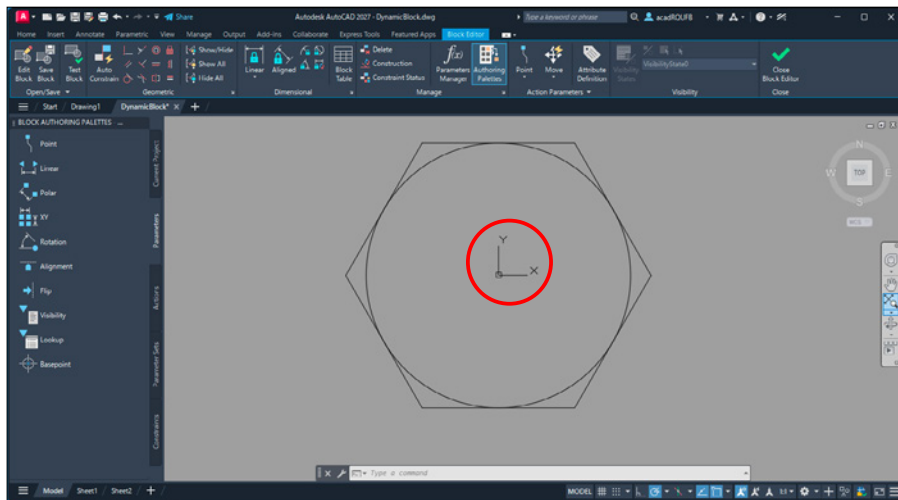 A Share Autodesk AutoCAD 2027 - DynamicBlock.dwg Type a keyword or phrase acadROUF8
Home Insert Annotate Parametric View Manage Output Add-ins Collaborate Express Tools Featured Apps Block Editor
Edit Block Save Block Test Block Auto Constrain Show/Hide Show All Hide All Linear Aligned Block Table Delete Construction Constraint Status f(x) Parameters Manager Authoring Palettes Point Move Attribute Definition Visibility States VisibilityState0 Close Block Editor
Open/Save Geometric Dimensional Manage Action Parameters Visibility Close
Start Drawing1 DynamicBlock*
BLOCK AUTHORING PALETTES
Point
Linear
Polar
XY
Rotation
Alignment
Flip
Visibility
Lookup
Basepoint
Current Project
Parameters
Actions
Parameter Sets
Constraints
Y
X
N
W TOP E
S
WCS
Type a command
Model Sheet1 Sheet2 MODEL 1:1